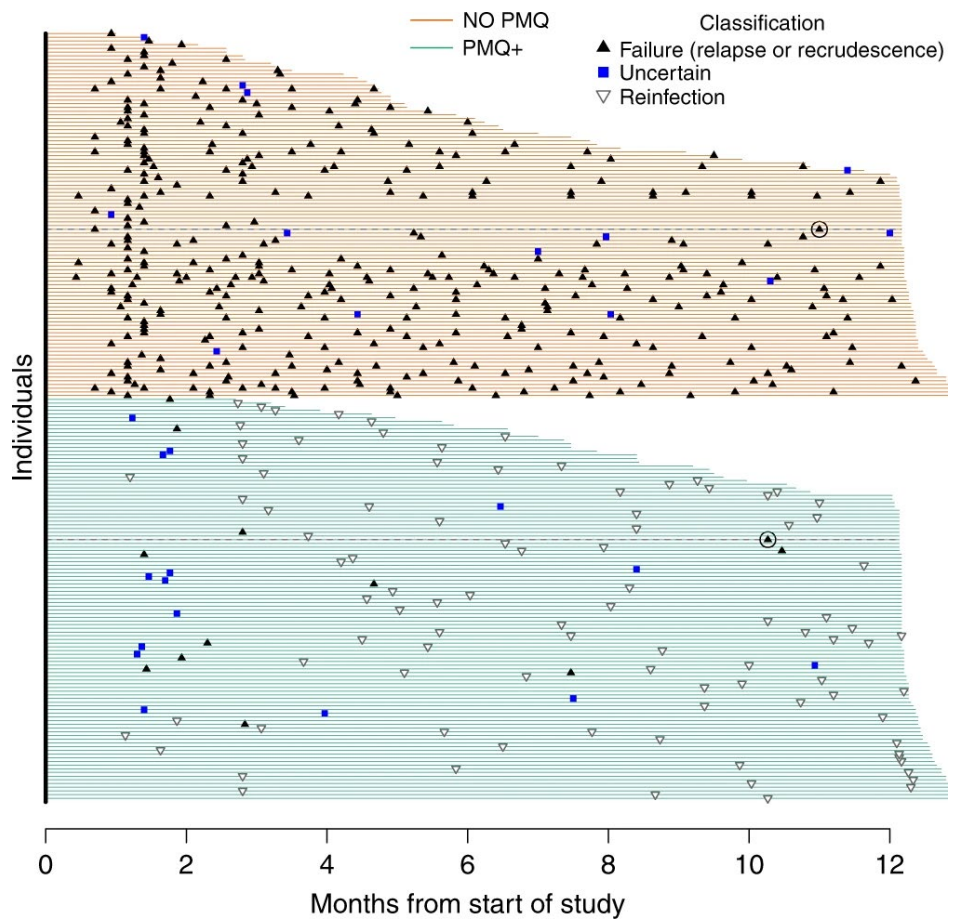 NO PMQ
PMQ+
Classification
Failure (relapse or recrudescence)
Uncertain
Reinfection
Individuals
0 2 4 6 8 10 12
Months from start of study